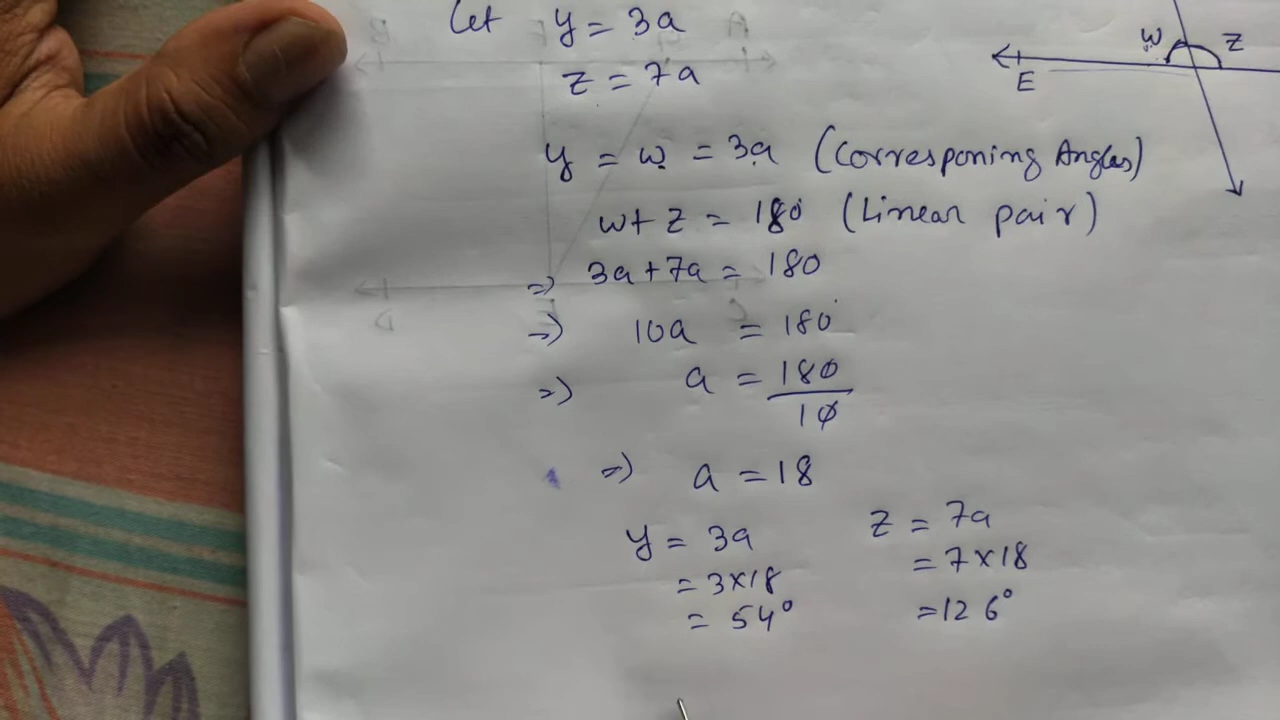 Let y = 3a
z = 7a
w z
E
y = w = 3a (Corresponing Angles)
w + z = 180 (Linear pair)
=> 3a + 7a = 180
=> 10a = 180
=> a = 180
10
=> a = 18
y = 3a
= 3×18
= 54°
z = 7a
= 7×18
= 126°